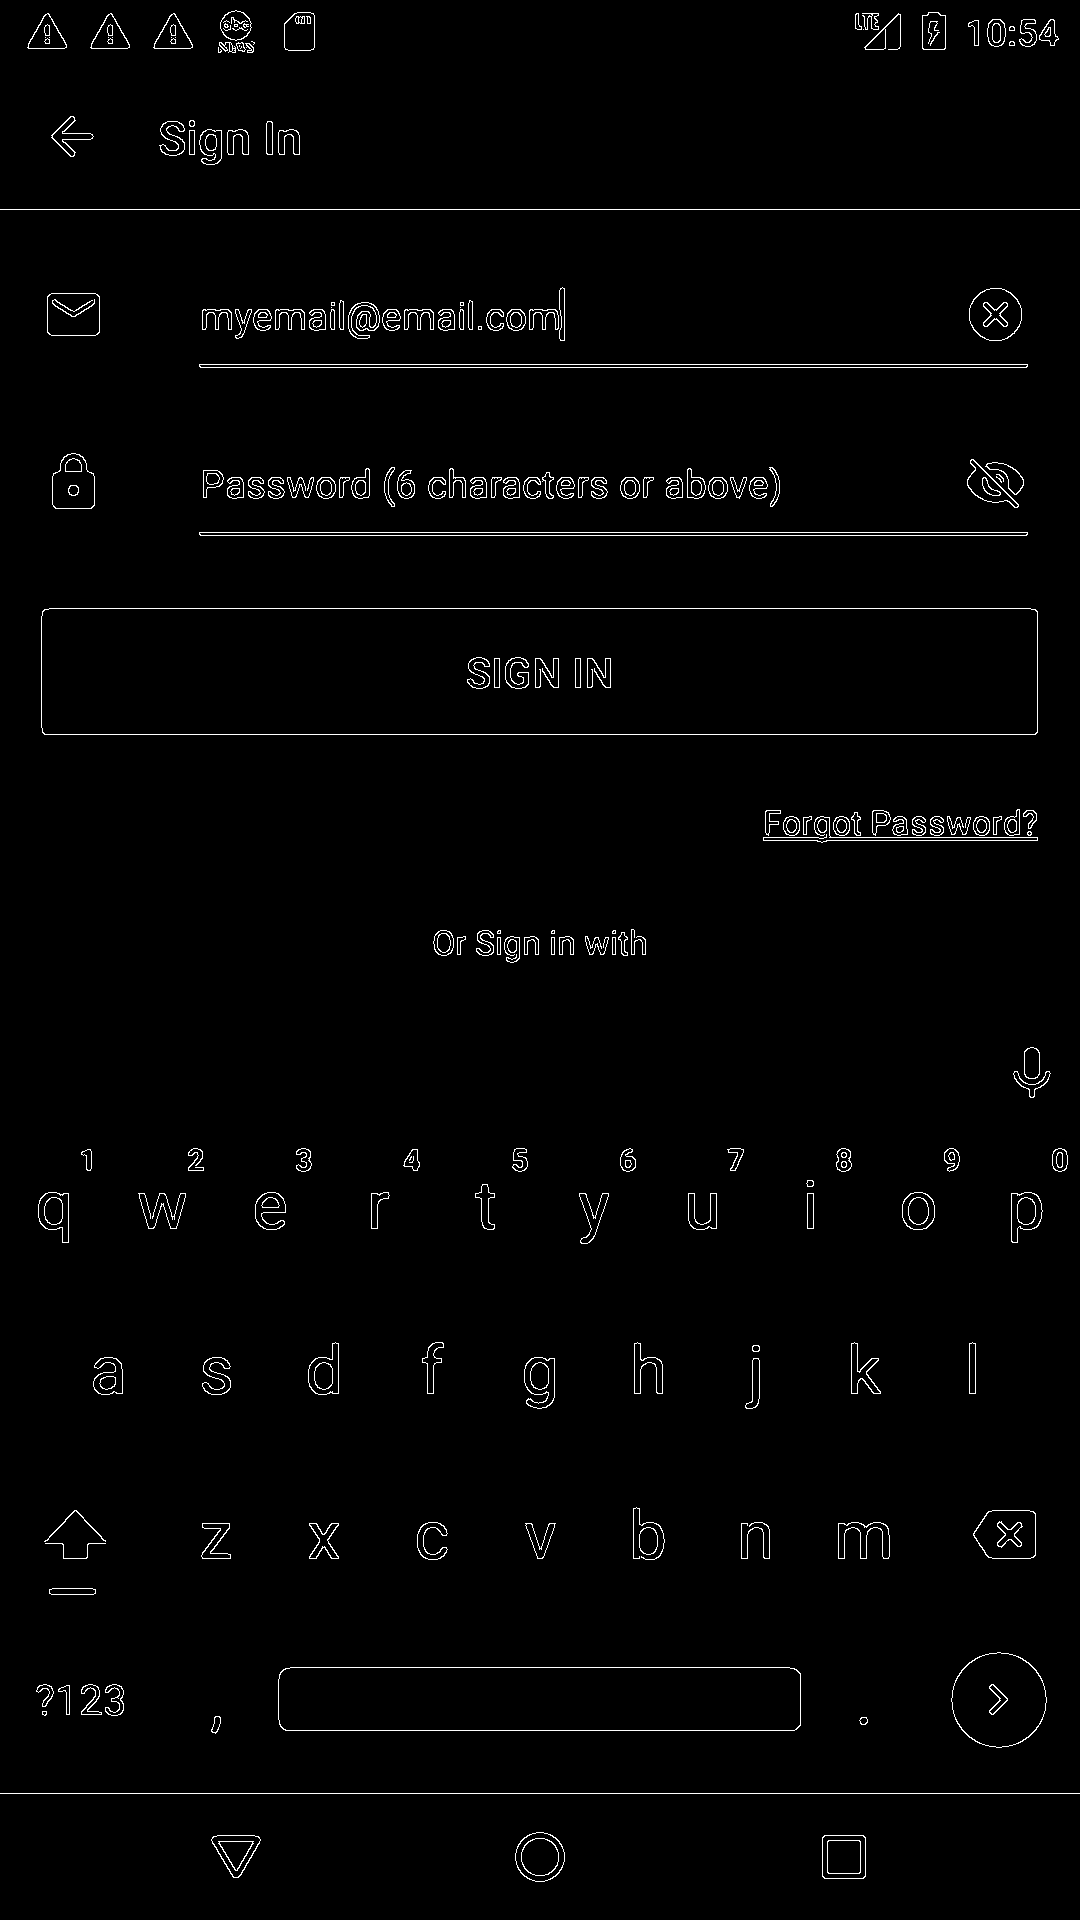 abc NEWS LTE 10:54
Sign In
myemail@email.com
Password (6 characters or above)
SIGN IN
Forgot Password?
Or Sign in with
1 2 3 4 5 6 7 8 9 0
q w e r t y u i o p
a s d f g h j k l
z x c v b n m
?123 , .